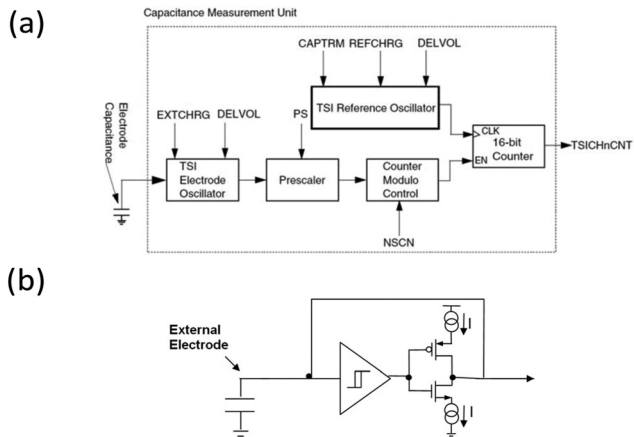 (a)
Capacitance Measurement Unit
CAPTRM REFCHRG DELVOL
TSI Reference Oscillator
Electrode
Capacitance
EXTCHRG DELVOL
PS
TSI
Electrode
Oscillator
Prescaler
Counter
Modulo
Control
NSCN
CLK
16-bit
Counter
EN
TSICHnCNT
(b)
External
Electrode
I
I